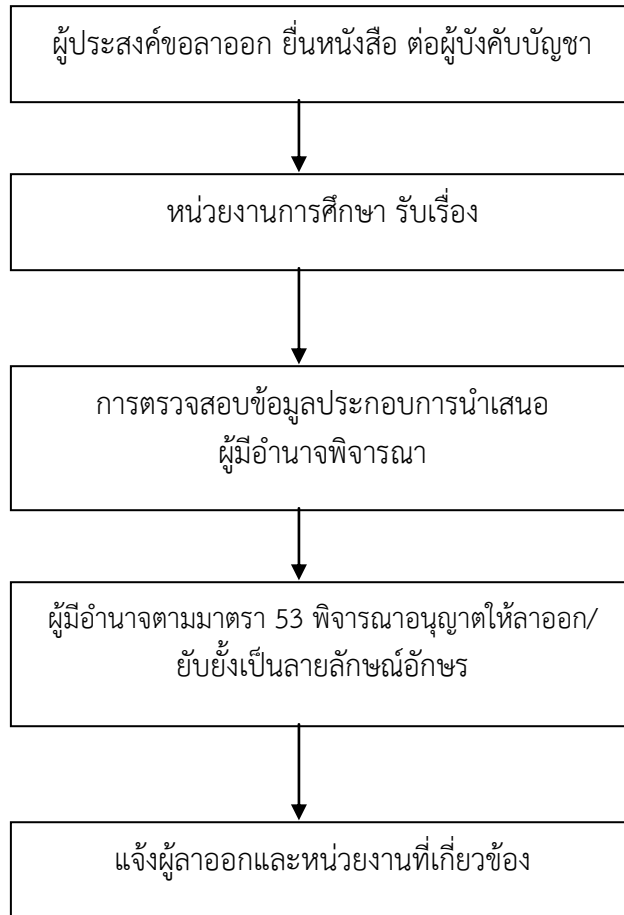 ผู้ประสงค์ขอลาออก ยื่นหนังสือ ต่อผู้บังคับบัญชา
หน่วยงานการศึกษา รับเรื่อง
การตรวจสอบข้อมูลประกอบการนำเสนอ
ผู้มีอำนาจพิจารณา
ผู้มีอำนาจตามมาตรา 53 พิจารณาอนุญาตให้ลาออก/
ยับยั้งเป็นลายลักษณ์อักษร
แจ้งผู้ลาออกและหน่วยงานที่เกี่ยวข้อง